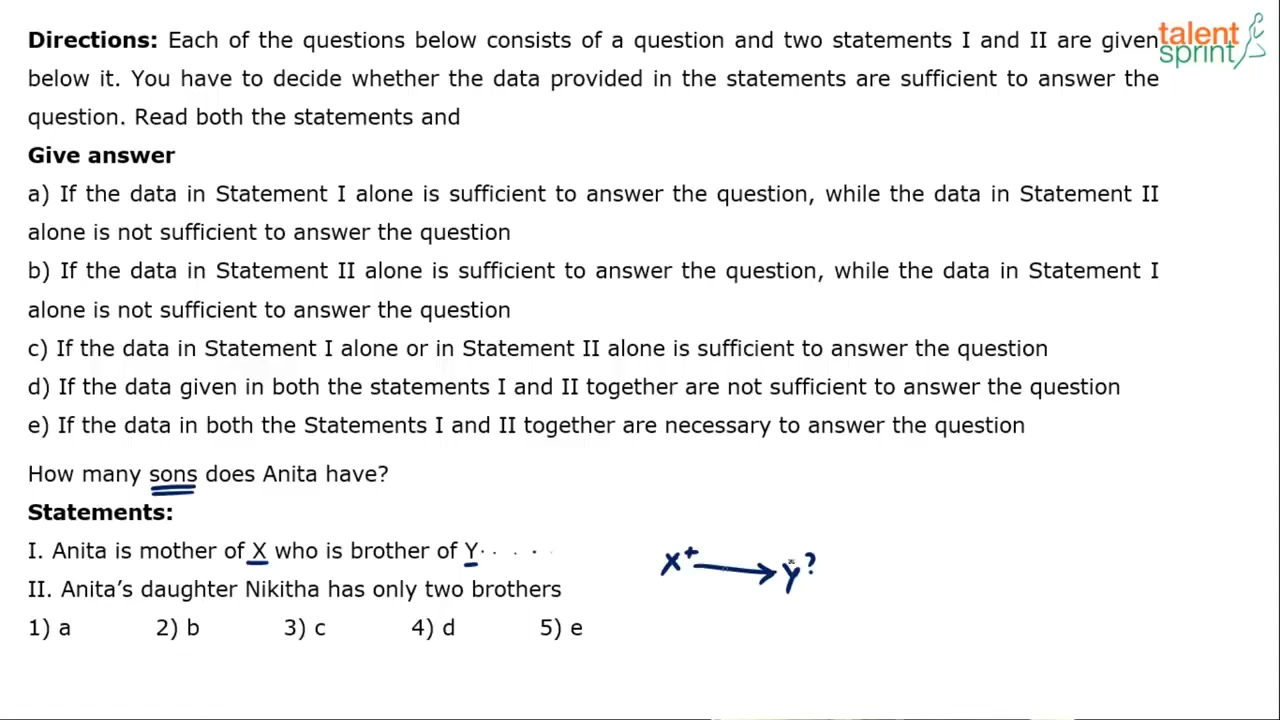 talent
sprint
Directions: Each of the questions below consists of a question and two statements I and II are given
below it. You have to decide whether the data provided in the statements are sufficient to answer the
question. Read both the statements and
Give answer
a) If the data in Statement I alone is sufficient to answer the question, while the data in Statement II
alone is not sufficient to answer the question
b) If the data in Statement II alone is sufficient to answer the question, while the data in Statement I
alone is not sufficient to answer the question
c) If the data in Statement I alone or in Statement II alone is sufficient to answer the question
d) If the data given in both the statements I and II together are not sufficient to answer the question
e) If the data in both the Statements I and II together are necessary to answer the question
How many sons does Anita have?
Statements:
I. Anita is mother of X who is brother of Y· · · ·
X+ → Y?
II. Anita’s daughter Nikitha has only two brothers
1) a 2) b 3) c 4) d 5) e